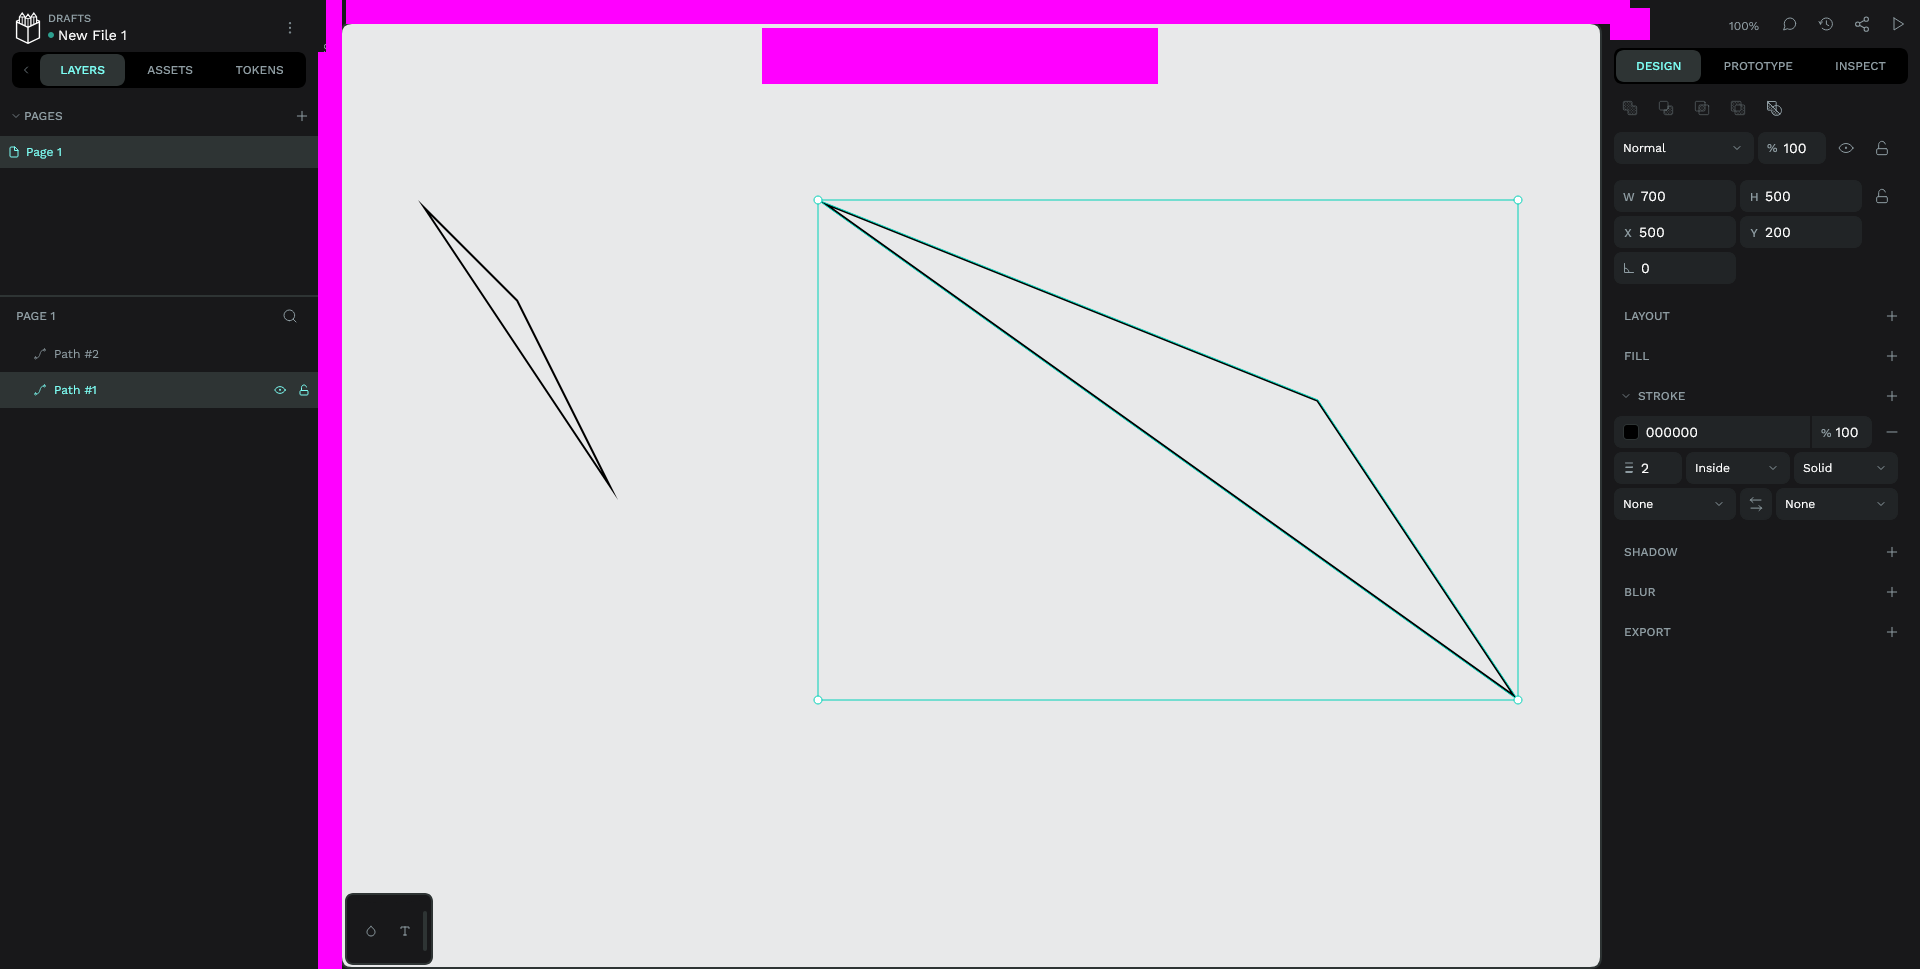 DRAFTS
New File 1
LAYERS
ASSETS
TOKENS
PAGES
Page 1
PAGE 1
Path #2
Path #1
T
100%
DESIGN
PROTOTYPE
INSPECT
Normal
% 100
W 700
H 500
X 500
Y 200
0
LAYOUT
FILL
STROKE
000000
% 100
2
Inside
Solid
None
None
SHADOW
BLUR
EXPORT